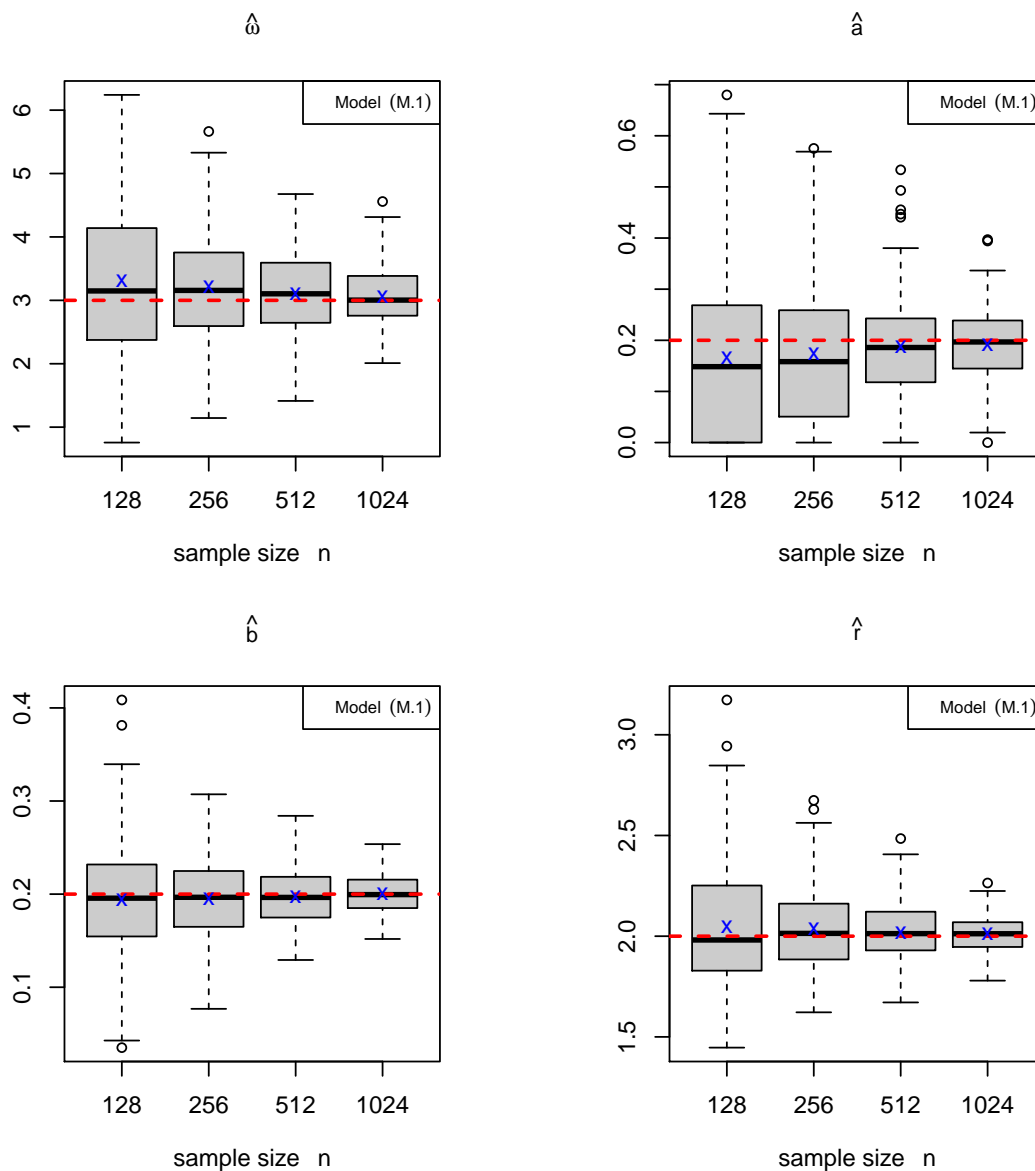 ω̂
Model (M.1)
6
5
4
3
2
1
x x x x
128 256 512 1024
sample size n
â
Model (M.1)
0.6
0.4
0.2
0.0
x x x x
128 256 512 1024
sample size n
b̂
Model (M.1)
0.4
0.3
0.2
0.1
x x x x
128 256 512 1024
sample size n
r̂
Model (M.1)
3.0
2.5
2.0
1.5
x x x x
128 256 512 1024
sample size n